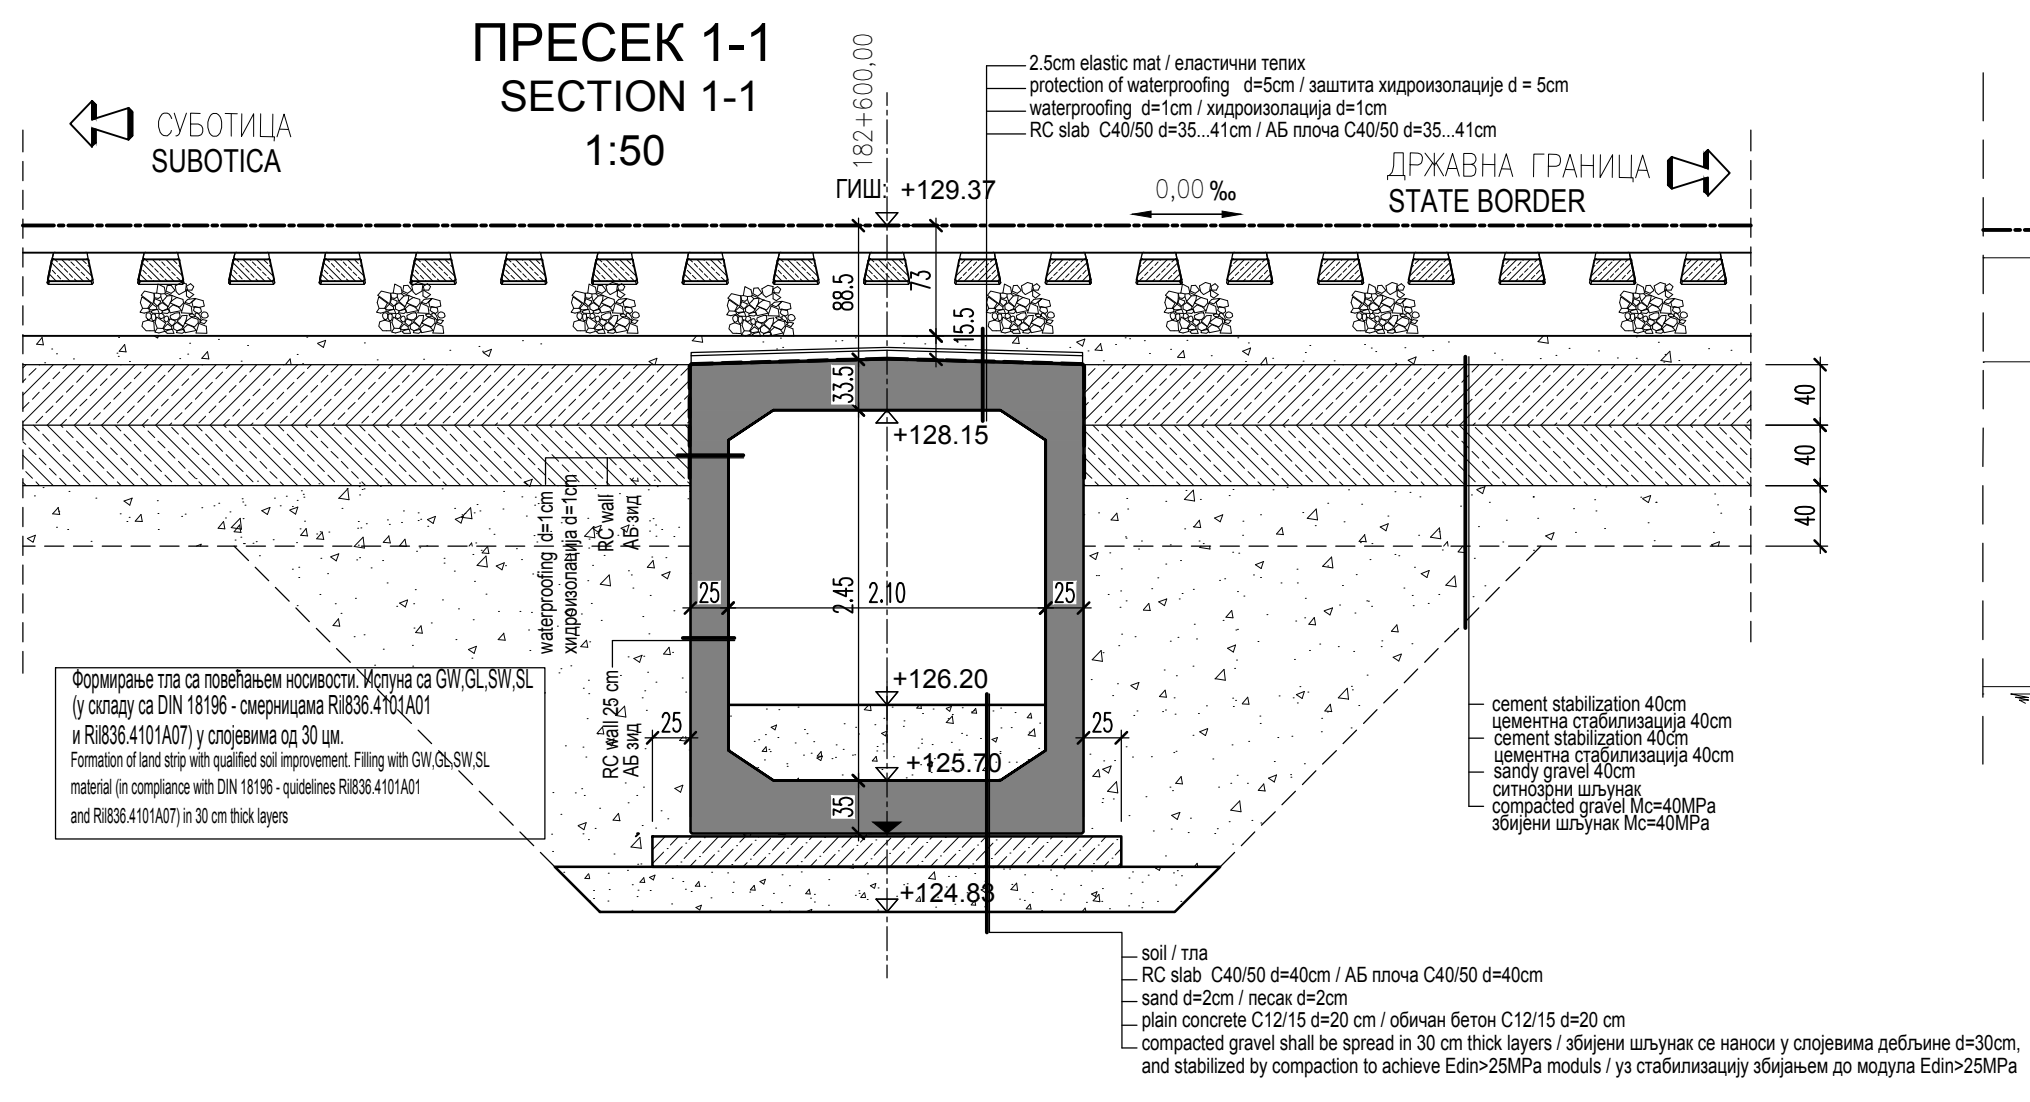 ПРЕСЕК 1-1
SECTION 1-1
1:50
СУБОТИЦА
SUBOTICA
182+600,00
2.5cm elastic mat / еластични тепих
protection of waterproofing d=5cm / заштита хидроизолације d = 5cm
waterproofing d=1cm / хидроизолација d=1cm
RC slab C40/50 d=35...41cm / АБ плоча C40/50 d=35...41cm
ДРЖАВНА ГРАНИЦА
STATE BORDER
ГИШ: +129.37
0,00 ‰
88.5
73
15.5
33.5
+128.15
40
40
40
waterproofing d=1cm
хидроизолација d=1cm
RC wall
АБ зид
25
2.45
2.10
25
+126.20
RC wall 25 cm
АБ зид
25
25
+125.70
35
+124.83
Формирање тла са повећањем носивости. Испуна са GW,GL,SW,SL
(у складу са DIN 18196 - смерницама Ril836.4101A01
и Ril836.4101A07) у слојевима од 30 цм.
Formation of land strip with qualified soil improvement. Filling with GW,GL,SW,SL
material (in compliance with DIN 18196 - quidelines Ril836.4101A01
and Ril836.4101A07) in 30 cm thick layers
cement stabilization 40cm
цементна стабилизација 40cm
cement stabilization 40cm
цементна стабилизација 40cm
sandy gravel 40cm
ситнозрни шљунак
compacted gravel Mc=40MPa
збијени шљунак Mc=40MPa
soil / тла
RC slab C40/50 d=40cm / АБ плоча C40/50 d=40cm
sand d=2cm / песак d=2cm
plain concrete C12/15 d=20 cm / обичан бетон C12/15 d=20 cm
compacted gravel shall be spread in 30 cm thick layers / збијени шљунак се наноси у слојевима дебљине d=30cm,
and stabilized by compaction to achieve Edin>25MPa moduls / уз стабилизацију збијањем до модула Edin>25MPa